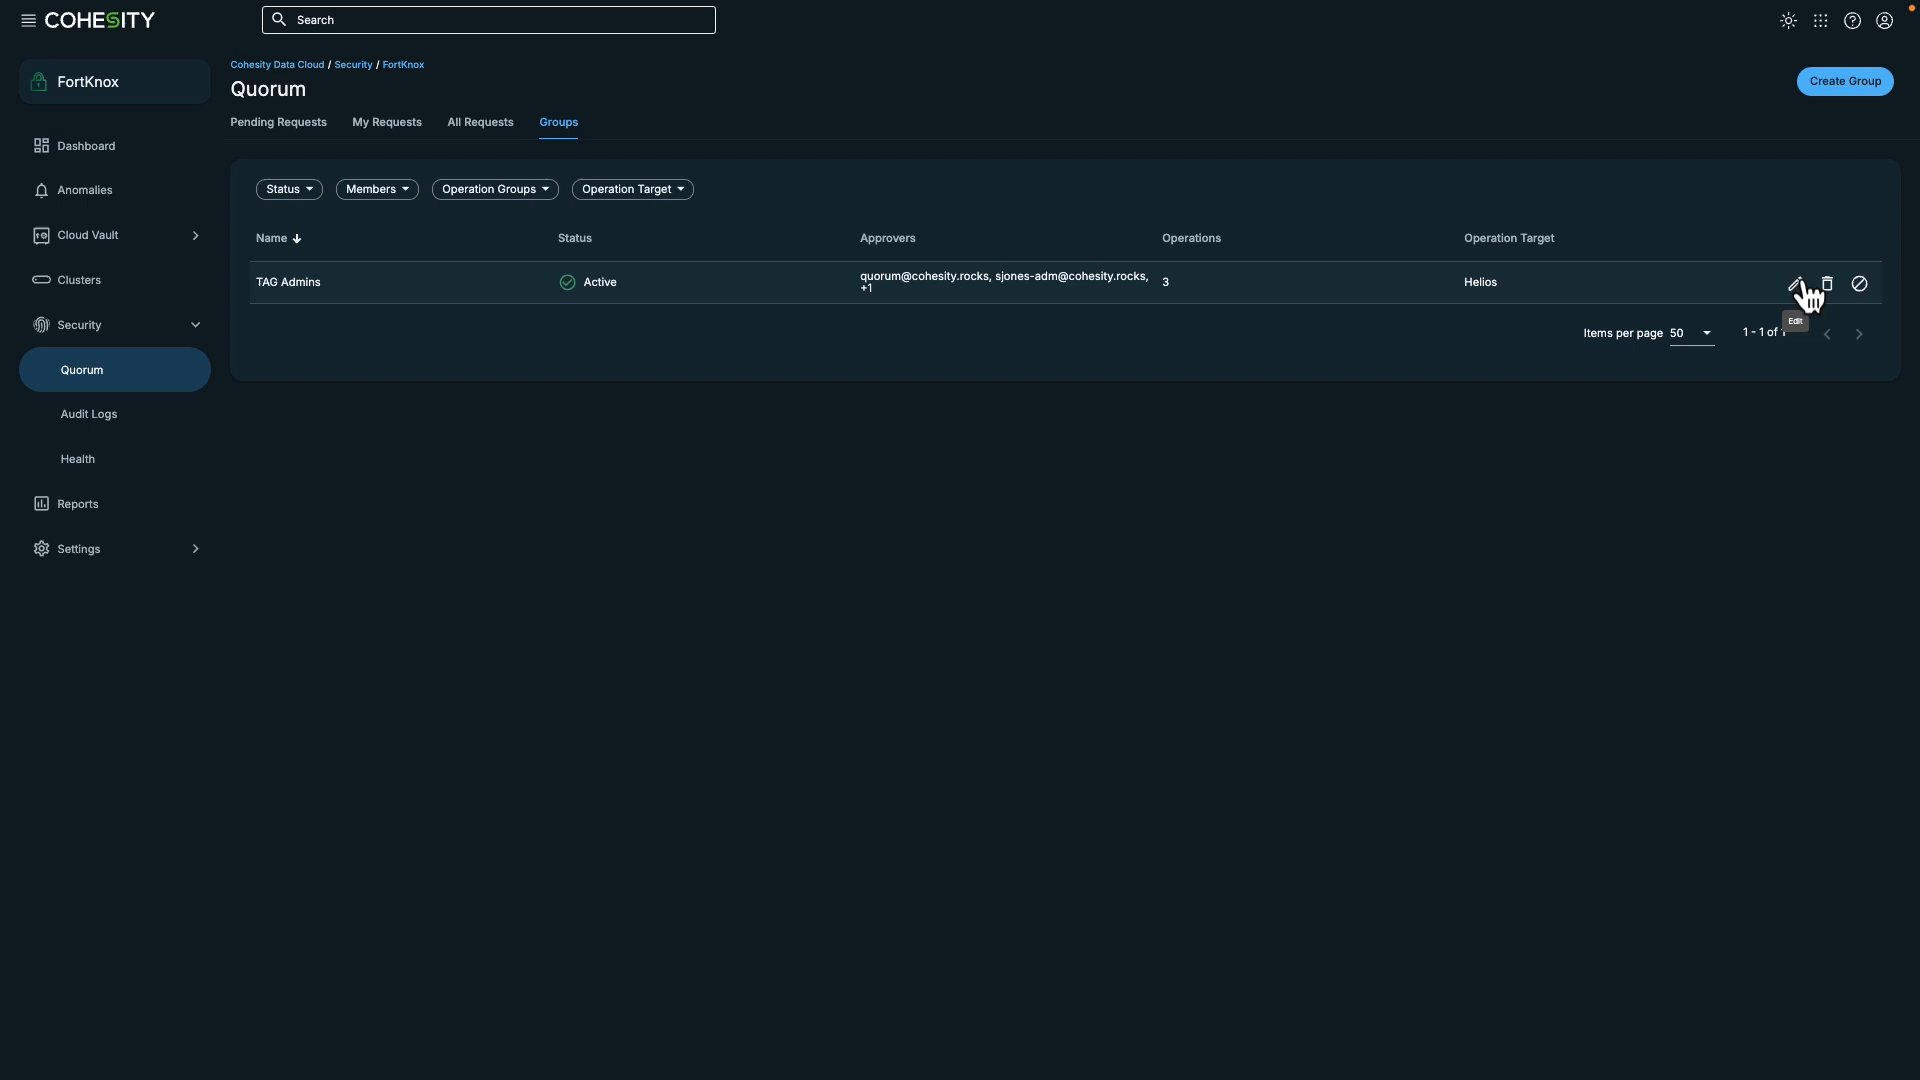 COHESITY
Search
FortKnox
Cohesity Data Cloud / Security / FortKnox
Quorum
Create Group
Pending Requests My Requests All Requests Groups
Dashboard
Anomalies
Cloud Vault
Clusters
Security
Quorum
Audit Logs
Health
Reports
Settings
Status Members Operation Groups Operation Target
Name Status Approvers Operations Operation Target
TAG Admins Active quorum@cohesity.rocks, sjones-adm@cohesity.rocks, 3 Helios
+1
Edit
Items per page 50 1 - 1 of 1